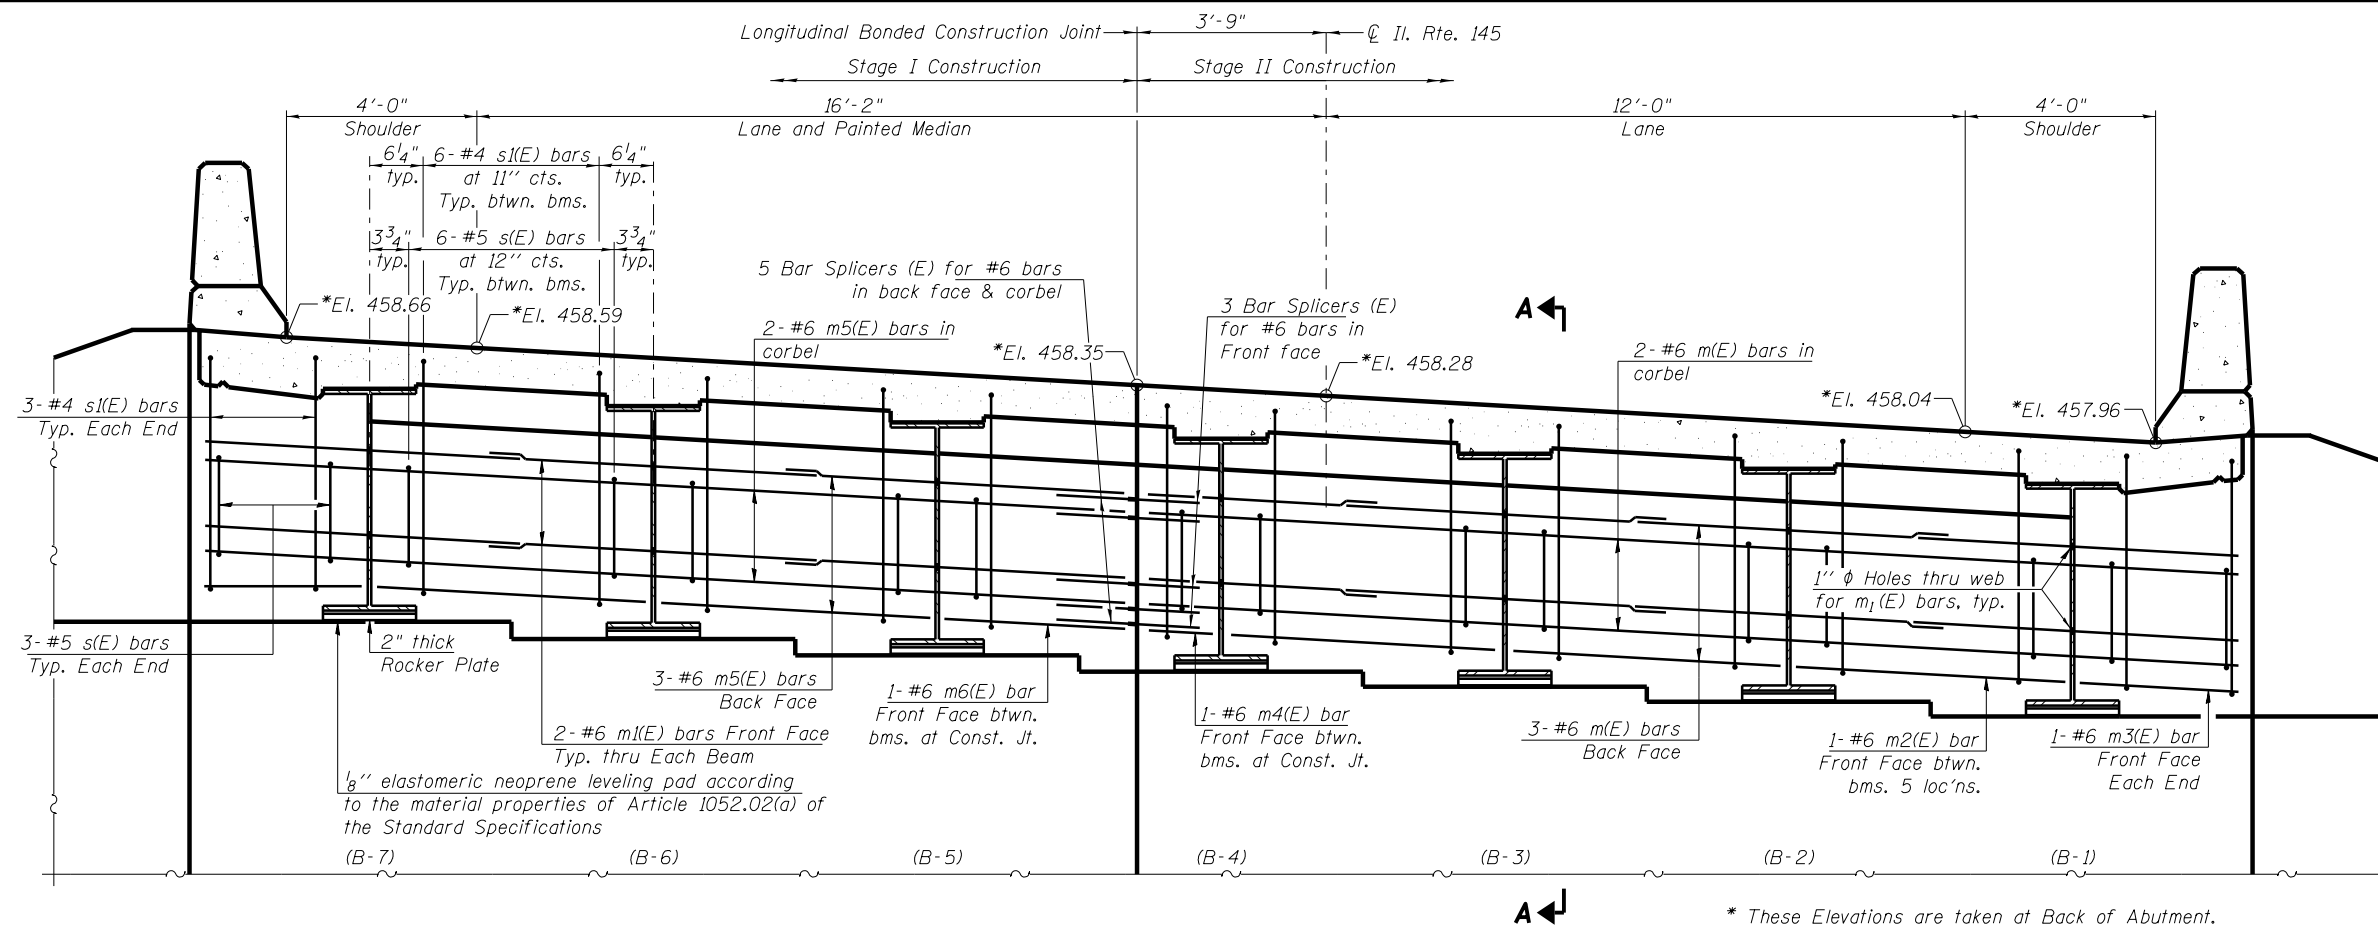 3'-9"
Longitudinal Bonded Construction Joint
℄ Il. Rte. 145
Stage I Construction
Stage II Construction
4'-0"
Shoulder
16'-2"
Lane and Painted Median
12'-0"
Lane
4'-0"
Shoulder
6 1/4"
typ.
6-#4 s1(E) bars
at 11" cts.
Typ. btwn. bms.
6 1/4"
typ.
3 3/4"
typ.
6-#5 s(E) bars
at 12" cts.
Typ. btwn. bms.
3 3/4"
typ.
5 Bar Splicers (E) for #6 bars
in back face & corbel
3 Bar Splicers (E)
for #6 bars in
Front face
A
*El. 458.66
*El. 458.59
2-#6 m5(E) bars in
corbel
*El. 458.35
*El. 458.28
2-#6 m(E) bars in
corbel
*El. 458.04
*El. 457.96
3-#4 s1(E) bars
Typ. Each End
1" ϕ Holes thru web
for m1(E) bars, typ.
3-#5 s(E) bars
Typ. Each End
2" thick
Rocker Plate
3-#6 m5(E) bars
Back Face
1-#6 m6(E) bar
Front Face btwn.
bms. at Const. Jt.
1-#6 m4(E) bar
Front Face btwn.
bms. at Const. Jt.
3-#6 m(E) bars
Back Face
1-#6 m2(E) bar
Front Face btwn.
bms. 5 loc'ns.
1-#6 m3(E) bar
Front Face
Each End
2-#6 m1(E) bars Front Face
Typ. thru Each Beam
1/8" elastomeric neoprene leveling pad according
to the material properties of Article 1052.02(a) of
the Standard Specifications
(B-7)
(B-6)
(B-5)
(B-4)
(B-3)
(B-2)
(B-1)
A
* These Elevations are taken at Back of Abutment.